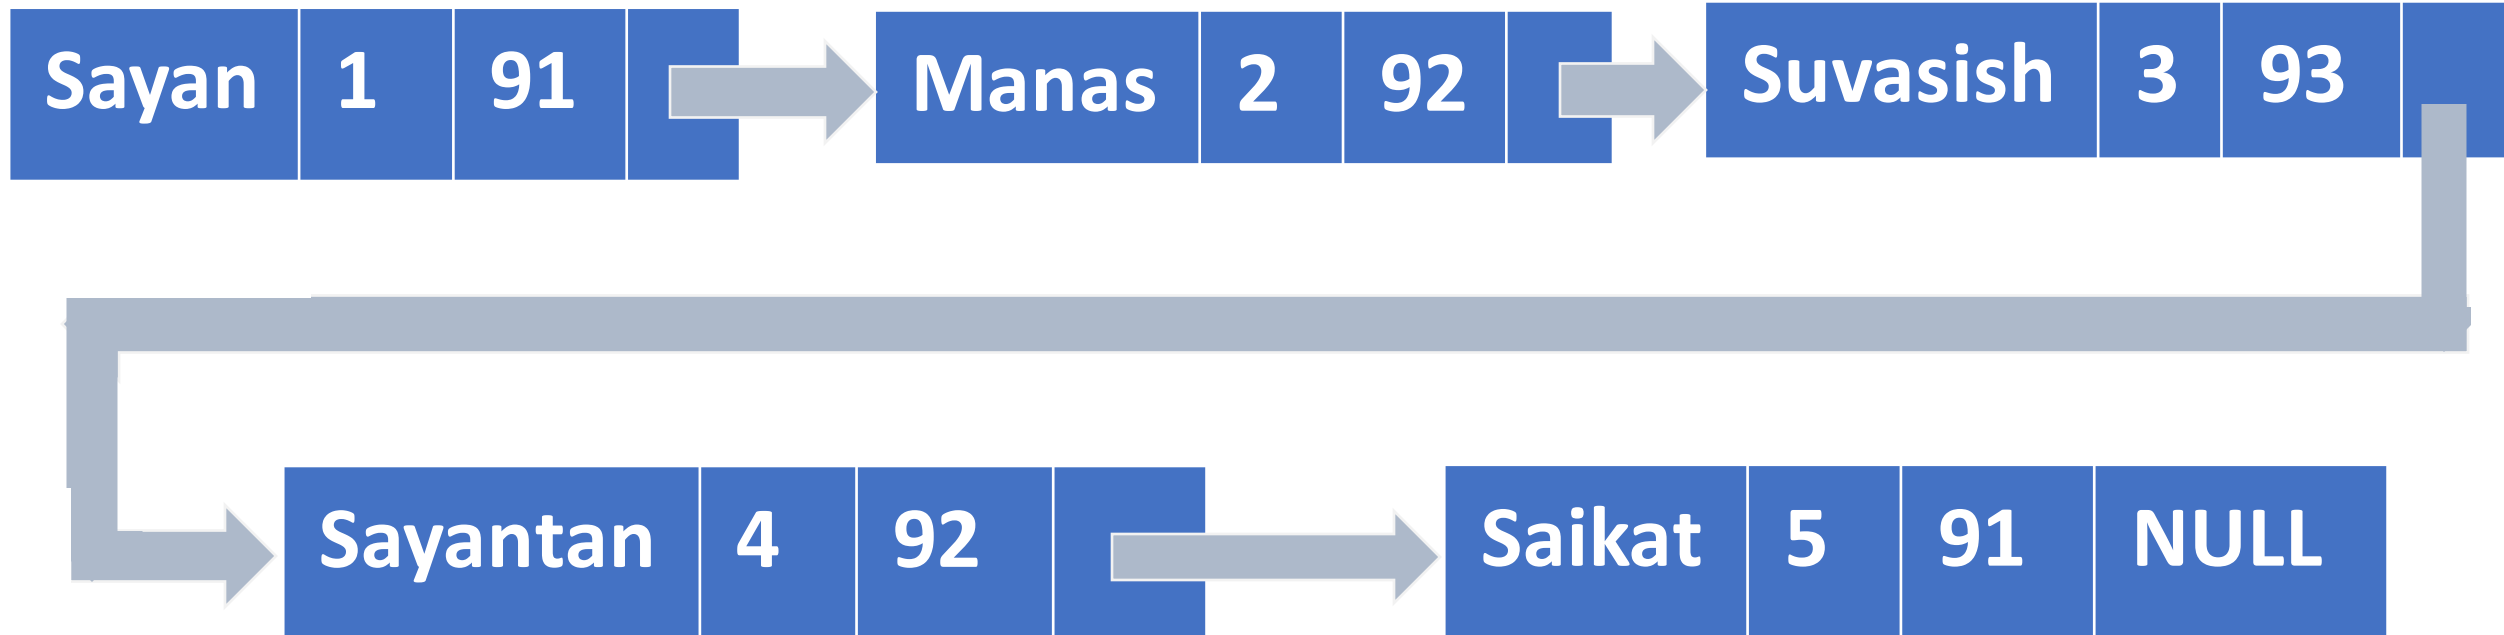 Sayan 1 91 Manas 2 92 Suvasish 3 93
Sayantan 4 92 Saikat 5 91 NULL